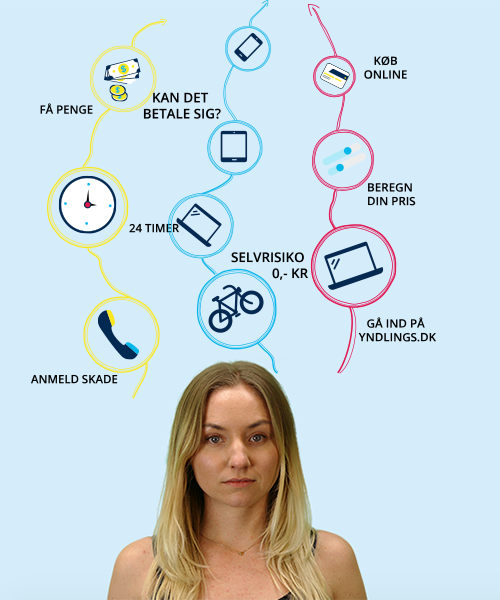 KØB
ONLINE
FÅ PENGE
KAN DET
BETALE SIG?
BEREGN
DIN PRIS
24 TIMER
SELVRISIKO
0,- KR
GÅ IND PÅ
YNDLINGS.DK
ANMELD SKADE